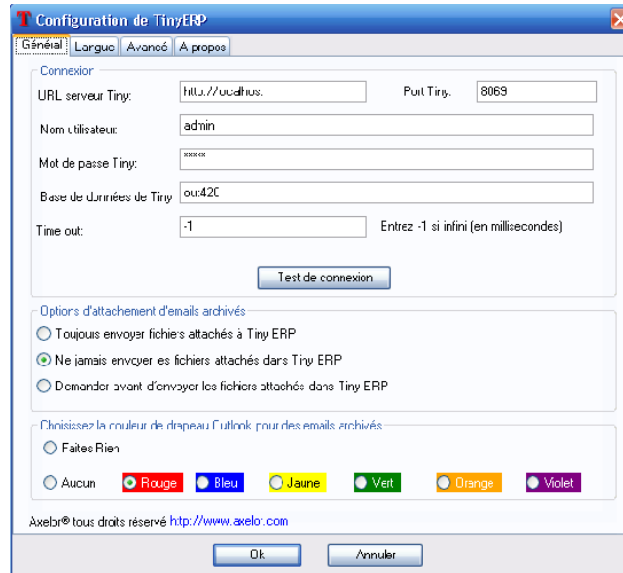 Configuration de TinyERP
Général Langue Avancé A propos
Connexion
URL serveur Tiny: http://localhost Port Tiny: 8069
Nom utilisateur: admin
Mot de passe Tiny: *****
Base de données de Tiny
Time out: -1 Entrez -1 si infini (en millisecondes)
Test de connexion
Options d'attachement d'emails archivés
Toujours envoyer fichiers attachés à Tiny ERP
Ne jamais envoyer les fichiers attachés dans Tiny ERP
Demander avant d'envoyer les fichiers attachés dans Tiny ERP
Choisissez la couleur de drapeau Outlook pour des emails archivés
Faites Rien
Aucun Rouge Bleu Jaune Vert Orange Violet
Axelor® tous droits réservé http://www.axelor.com
Ok Annuler